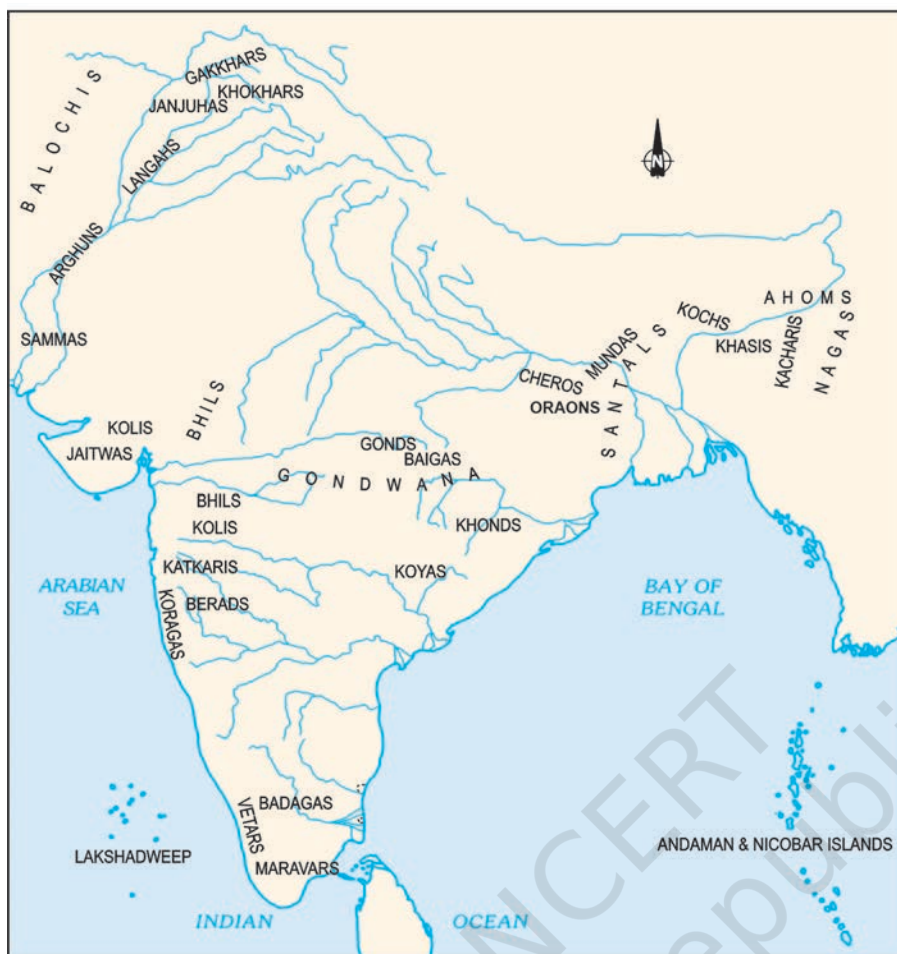 GAKKHARS
KHOKHARS
JANJUHAS
BALOCHIS
LANGAHS
N
ARGHUNS
AHOMS
KOCHS
SAMMAS
KHASIS
KACHARIS
NAGAS
MUNDAS
CHEROS
SANTALS
ORAONS
BHILS
KOLIS
JAITWAS
GONDS
BAIGAS
GONDWANA
BHILS
KOLIS
KHONDS
KATKARIS
KOYAS
ARABIAN
SEA
BAY OF
BENGAL
BERADS
KORAGAS
BADAGAS
VETARS
LAKSHADWEEP
MARAVARS
ANDAMAN & NICOBAR ISLANDS
INDIAN OCEAN
NCERT
republi